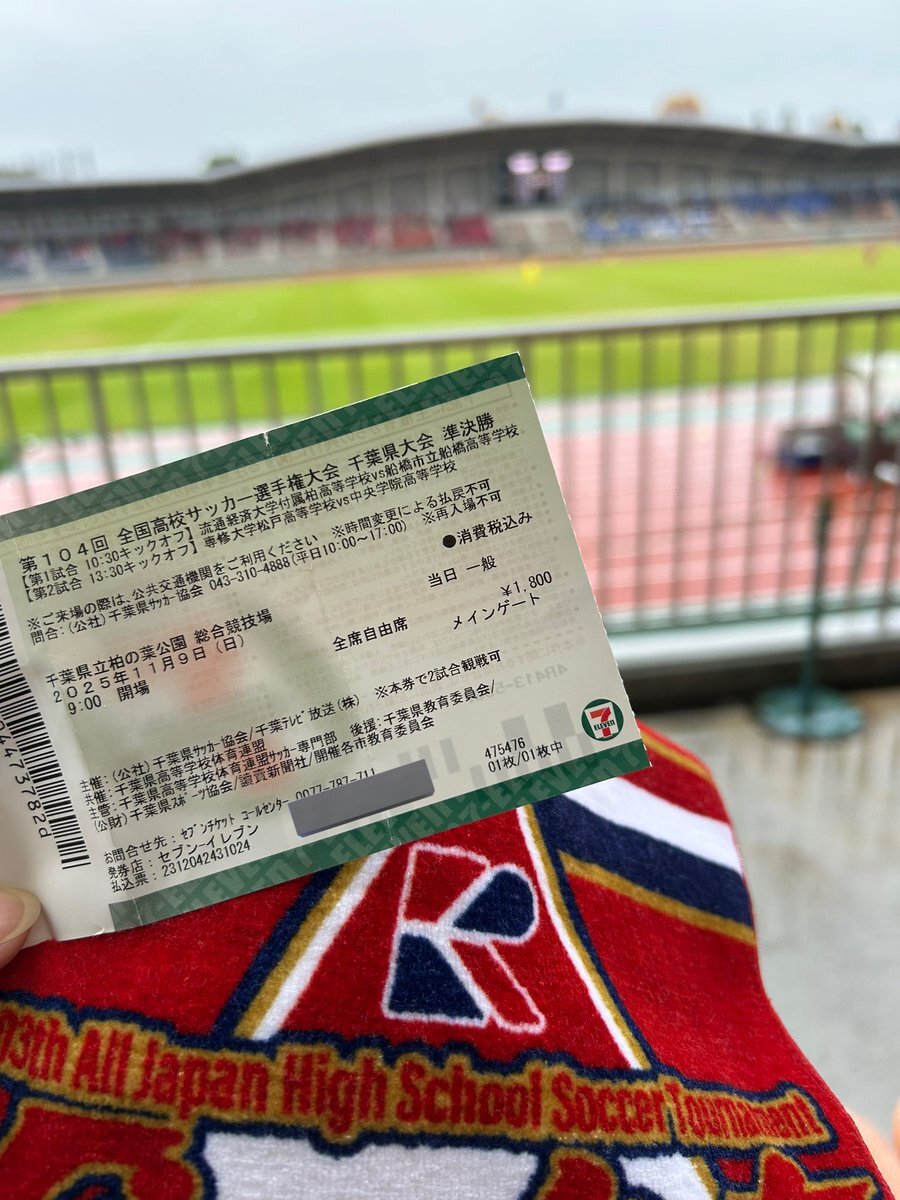 第104回 全国高校サッカー選手権大会 千葉県大会 準決勝
【第1試合 10:30キックオフ】流通経済大学付属柏高等学校vs船橋市立船橋高等学校
【第2試合 13:30キックオフ】専修大学松戸高等学校vs中央学院高等学校
※ご来場の際は、公共交通機関をご利用ください ※時間変更による払戻不可
問合:(公社)千葉県サッカー協会 043-310-4888(平日10:00~17:00) ※再入場不可
●消費税込み
当日 一般
¥1,800
千葉県立柏の葉公園 総合競技場
2025年11月9日(日)
9:00 開場
全席自由席
メインゲート
※本券で2試合観戦可
主催:(公社)千葉県サッカー協会/千葉テレビ放送(株) 後援:千葉県教育委員会/
共催:千葉県高等学校体育連盟
主管:千葉県高等学校体育連盟サッカー専門部
(公財)千葉県スポーツ協会/讀賣新聞社/開催各市教育委員会
お問合せ先:セブンチケット コールセンター 0077-787-711
発券店:セブン-イレブン
払込票:2312042431024
475476
01枚/01枚中
7
ELEVEN
R
03th All Japan High School Soccer Tournament